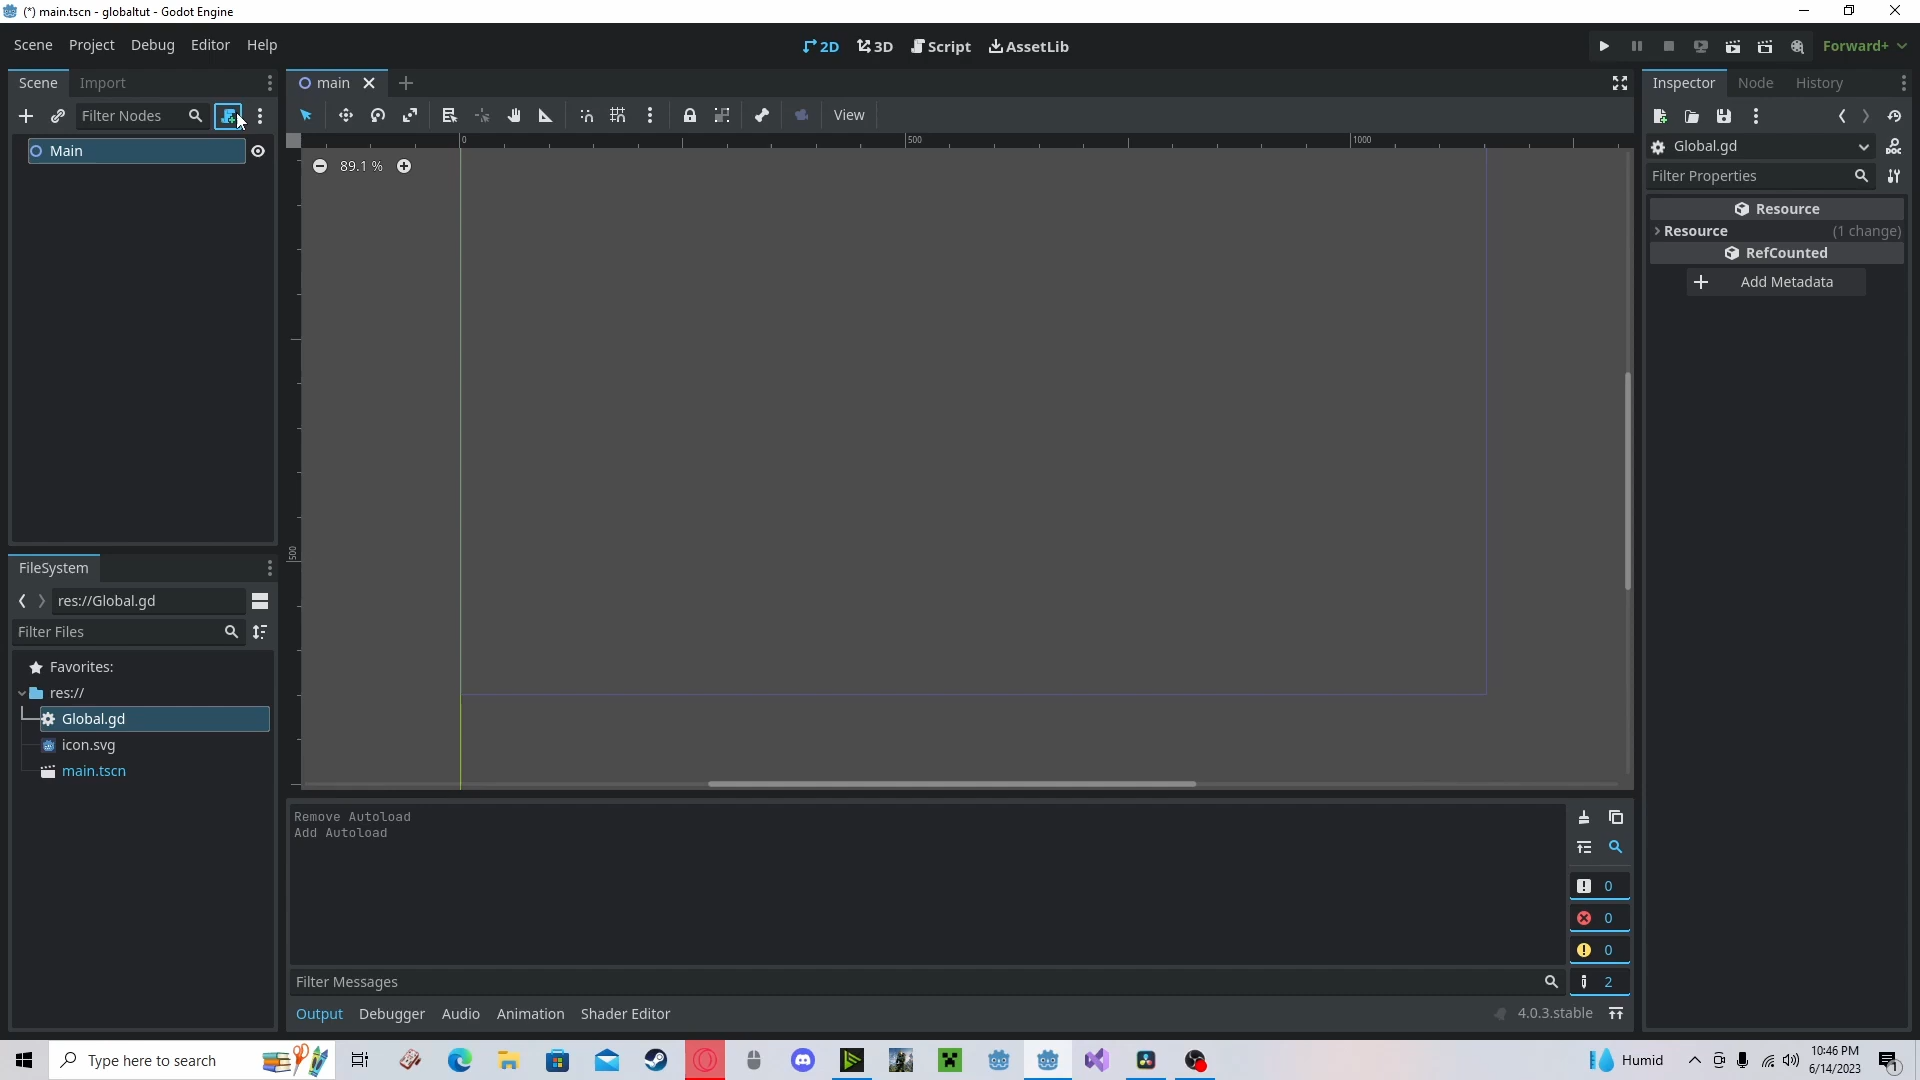 (*) main.tscn - globaltut - Godot Engine
Scene Project Debug Editor Help
2D 3D Script AssetLib
Forward+
Scene Import
main
Inspector Node History
Filter Nodes
View
Main
0 500 1000
89.1 %
500
Global.gd
DOC
Filter Properties
Resource
Resource (1 change)
RefCounted
Add Metadata
FileSystem
res://Global.gd
Filter Files
Favorites:
res://
Global.gd
icon.svg
main.tscn
Remove Autoload
Add Autoload
0
0
0
2
Filter Messages
Output Debugger Audio Animation Shader Editor
4.0.3.stable
Type here to search
Humid
10:46 PM
6/14/2023
1